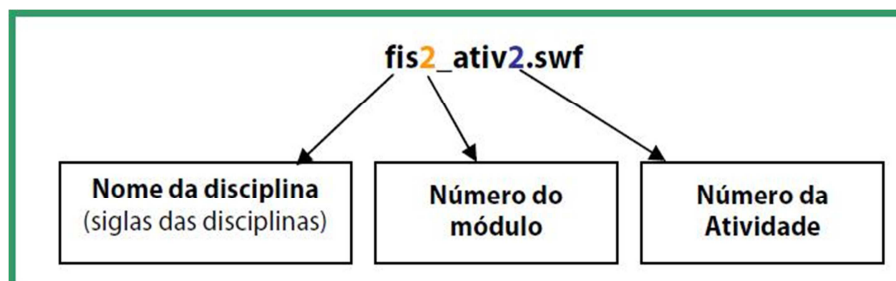 fis2_ativ2.swf
Nome da disciplina
(siglas das disciplinas)
Número do
módulo
Número da
Atividade